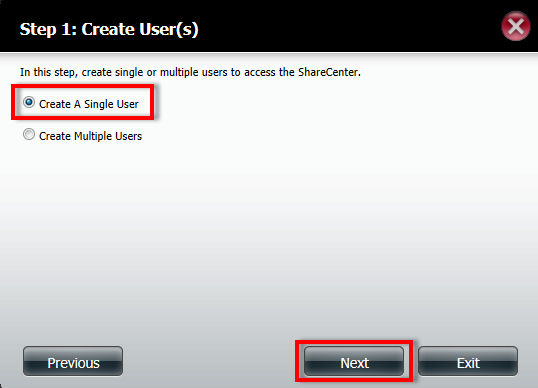 Step 1: Create User(s)
In this step, create single or multiple users to access the ShareCenter.
Create A Single User
Create Multiple Users
Previous Next Exit